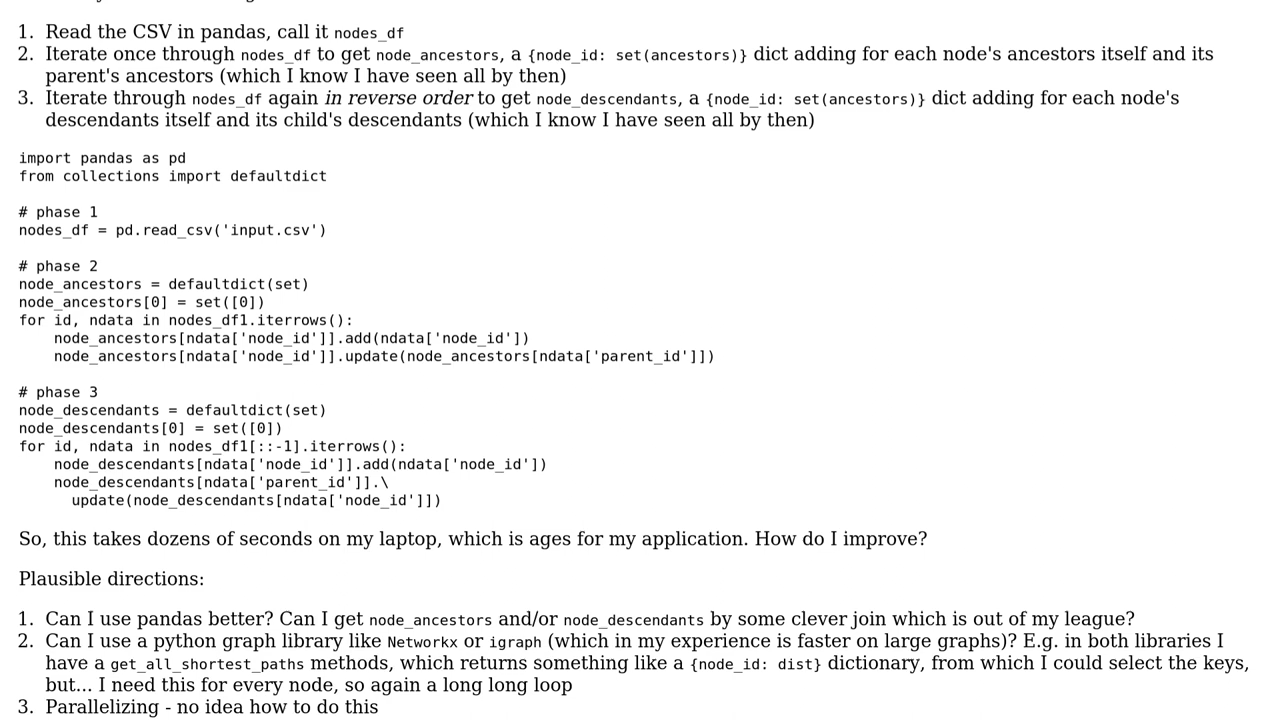 1. Read the CSV in pandas, call it nodes_df
2. Iterate once through nodes_df to get node_ancestors, a {node_id: set(ancestors)} dict adding for each node's ancestors itself and its
parent's ancestors (which I know I have seen all by then)
3. Iterate through nodes_df again in reverse order to get node_descendants, a {node_id: set(ancestors)} dict adding for each node's
descendants itself and its child's descendants (which I know I have seen all by then)
import pandas as pd
from collections import defaultdict
# phase 1
nodes_df = pd.read_csv('input.csv')
# phase 2
node_ancestors = defaultdict(set)
node_ancestors[0] = set([0])
for id, ndata in nodes_df1.iterrows():
    node_ancestors[ndata['node_id']].add(ndata['node_id'])
    node_ancestors[ndata['node_id']].update(node_ancestors[ndata['parent_id']])
# phase 3
node_descendants = defaultdict(set)
node_descendants[0] = set([0])
for id, ndata in nodes_df1[::-1].iterrows():
    node_descendants[ndata['node_id']].add(ndata['node_id'])
    node_descendants[ndata['parent_id']].\
      update(node_descendants[ndata['node_id']])
So, this takes dozens of seconds on my laptop, which is ages for my application. How do I improve?
Plausible directions:
1. Can I use pandas better? Can I get node_ancestors and/or node_descendants by some clever join which is out of my league?
2. Can I use a python graph library like Networkx or igraph (which in my experience is faster on large graphs)? E.g. in both libraries I
have a get_all_shortest_paths methods, which returns something like a {node_id: dist} dictionary, from which I could select the keys,
but... I need this for every node, so again a long long loop
3. Parallelizing - no idea how to do this